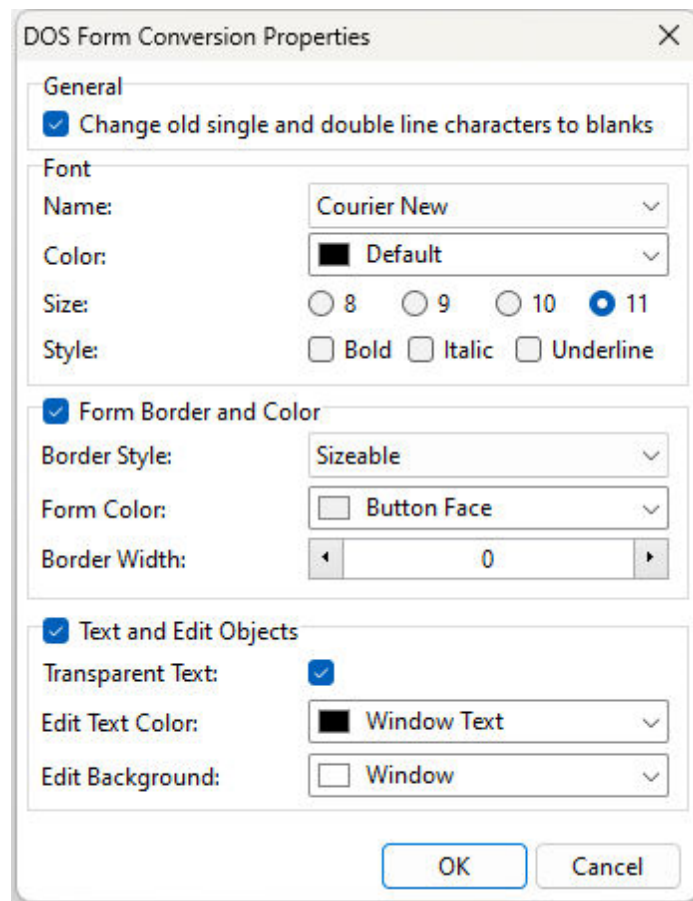 DOS Form Conversion Properties
General
Change old single and double line characters to blanks
Font
Name: Courier New
Color: Default
Size: 8 9 10 11
Style: Bold Italic Underline
Form Border and Color
Border Style: Sizeable
Form Color: Button Face
Border Width: 0
Text and Edit Objects
Transparent Text:
Edit Text Color: Window Text
Edit Background: Window
OK Cancel